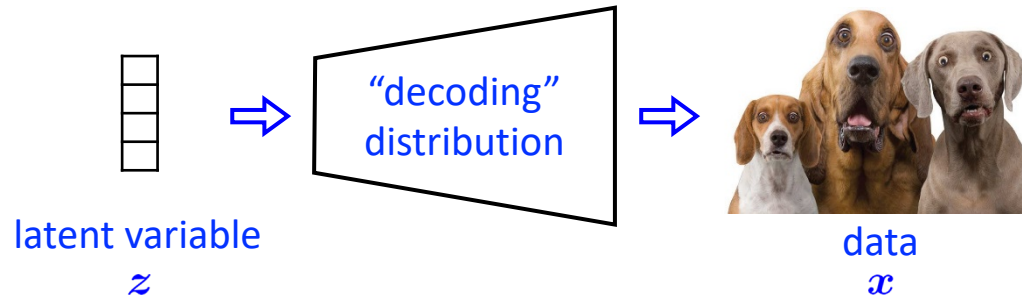 “decoding”
distribution
latent variable
z
data
x